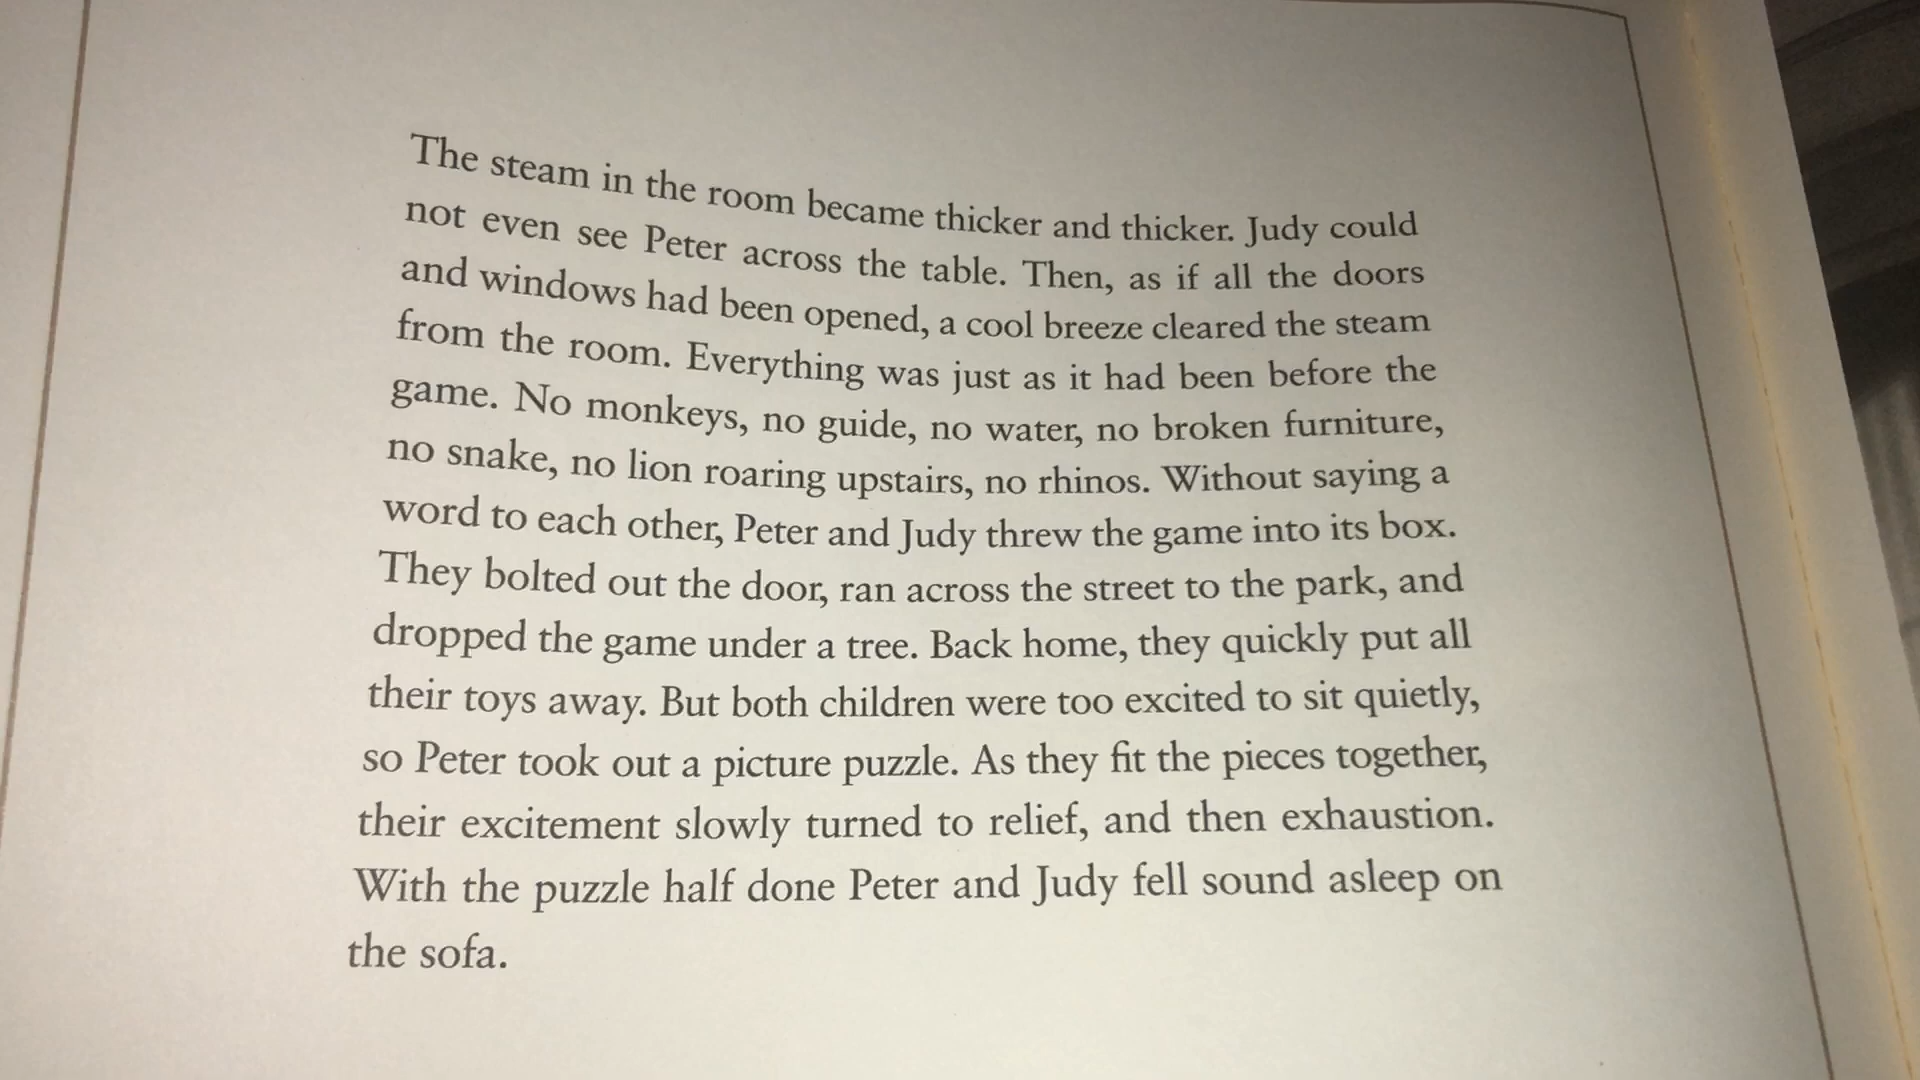 The steam in the room became thicker and thicker. Judy could
not even see Peter across the table. Then, as if all the doors
and windows had been opened, a cool breeze cleared the steam
from the room. Everything was just as it had been before the
game. No monkeys, no guide, no water, no broken furniture,
no snake, no lion roaring upstairs, no rhinos. Without saying a
word to each other, Peter and Judy threw the game into its box.
They bolted out the door, ran across the street to the park, and
dropped the game under a tree. Back home, they quickly put all
their toys away. But both children were too excited to sit quietly,
so Peter took out a picture puzzle. As they fit the pieces together,
their excitement slowly turned to relief, and then exhaustion.
With the puzzle half done Peter and Judy fell sound asleep on
the sofa.